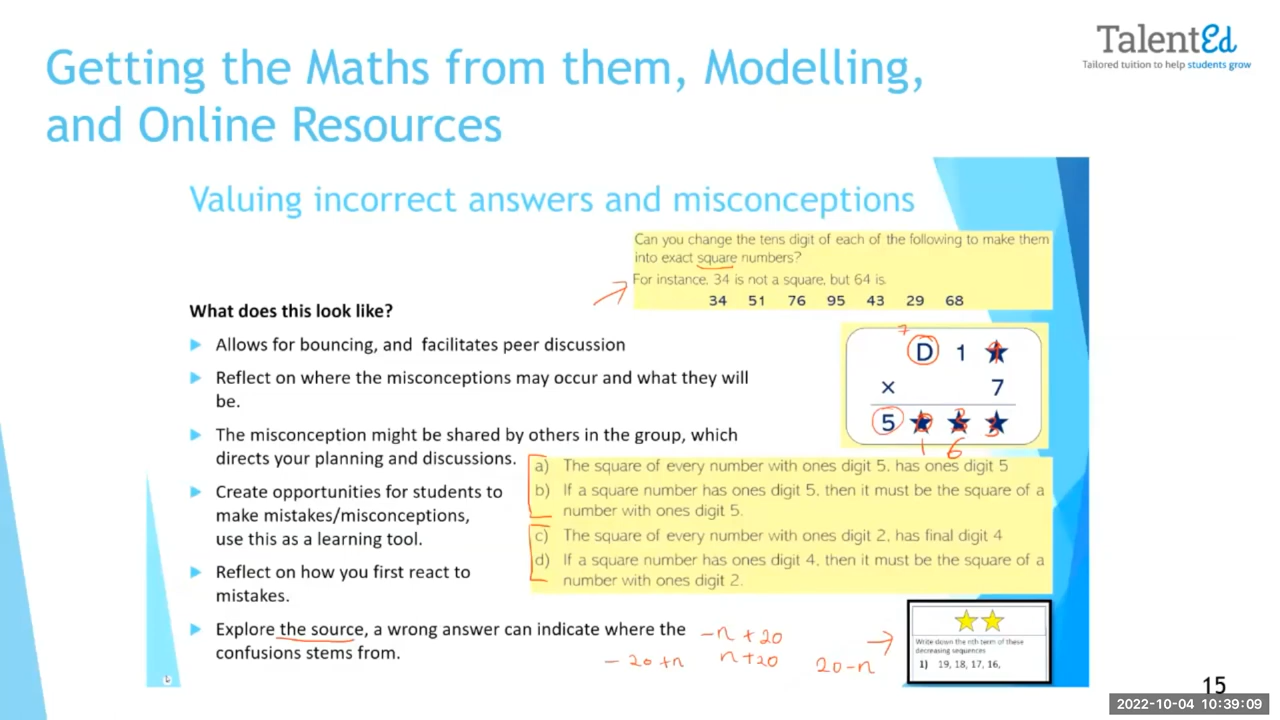 Getting the Maths from them, Modelling,
and Online Resources
TalentEd
Tailored tuition to help students grow
Valuing incorrect answers and misconceptions
Can you change the tens digit of each of the following to make them
into exact square numbers?
For instance, 34 is not a square, but 64 is.
34 51 76 95 43 29 68
What does this look like?
Allows for bouncing, and facilitates peer discussion
Reflect on where the misconceptions may occur and what they will
be.
The misconception might be shared by others in the group, which
directs your planning and discussions.
Create opportunities for students to
make mistakes/misconceptions,
use this as a learning tool.
Reflect on how you first react to
mistakes.
Explore the source, a wrong answer can indicate where the
confusions stems from.
7
D 1 ★
× 7
5 ★ ★ ★
1 6
a) The square of every number with ones digit 5, has ones digit 5
b) If a square number has ones digit 5, then it must be the square of a
number with ones digit 5.
c) The square of every number with ones digit 2, has final digit 4
d) If a square number has ones digit 4, then it must be the square of a
number with ones digit 2.
-n + 20
-20+n n+20 20-n
Write down the nth term of these
decreasing sequences
1) 19, 18, 17, 16,
15
2022-10-04 10:39:09